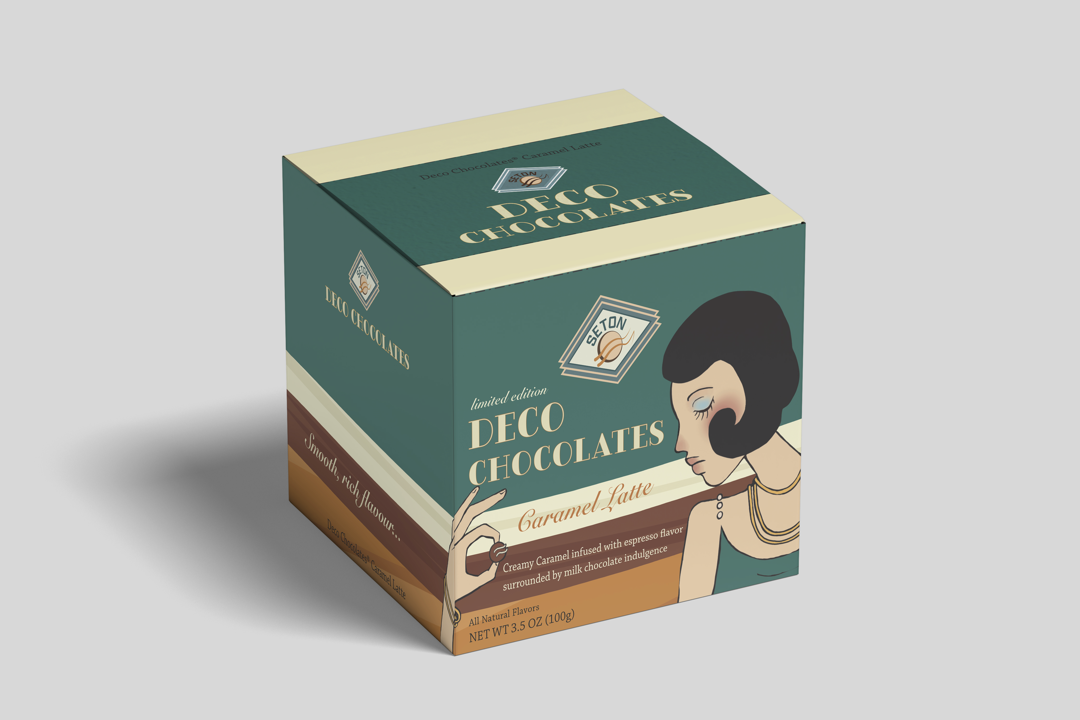 Deco Chocolates® Caramel Latte
SETON
DECO
CHOCOLATES
SETON
DECO CHOCOLATES
Smooth, rich flavour...
Deco Chocolates® Caramel Latte
SETON
limited edition
DECO
CHOCOLATES
Caramel Latte
Creamy Caramel infused with espresso flavor
surrounded by milk chocolate indulgence
All Natural Flavors
NET WT 3.5 OZ (100g)